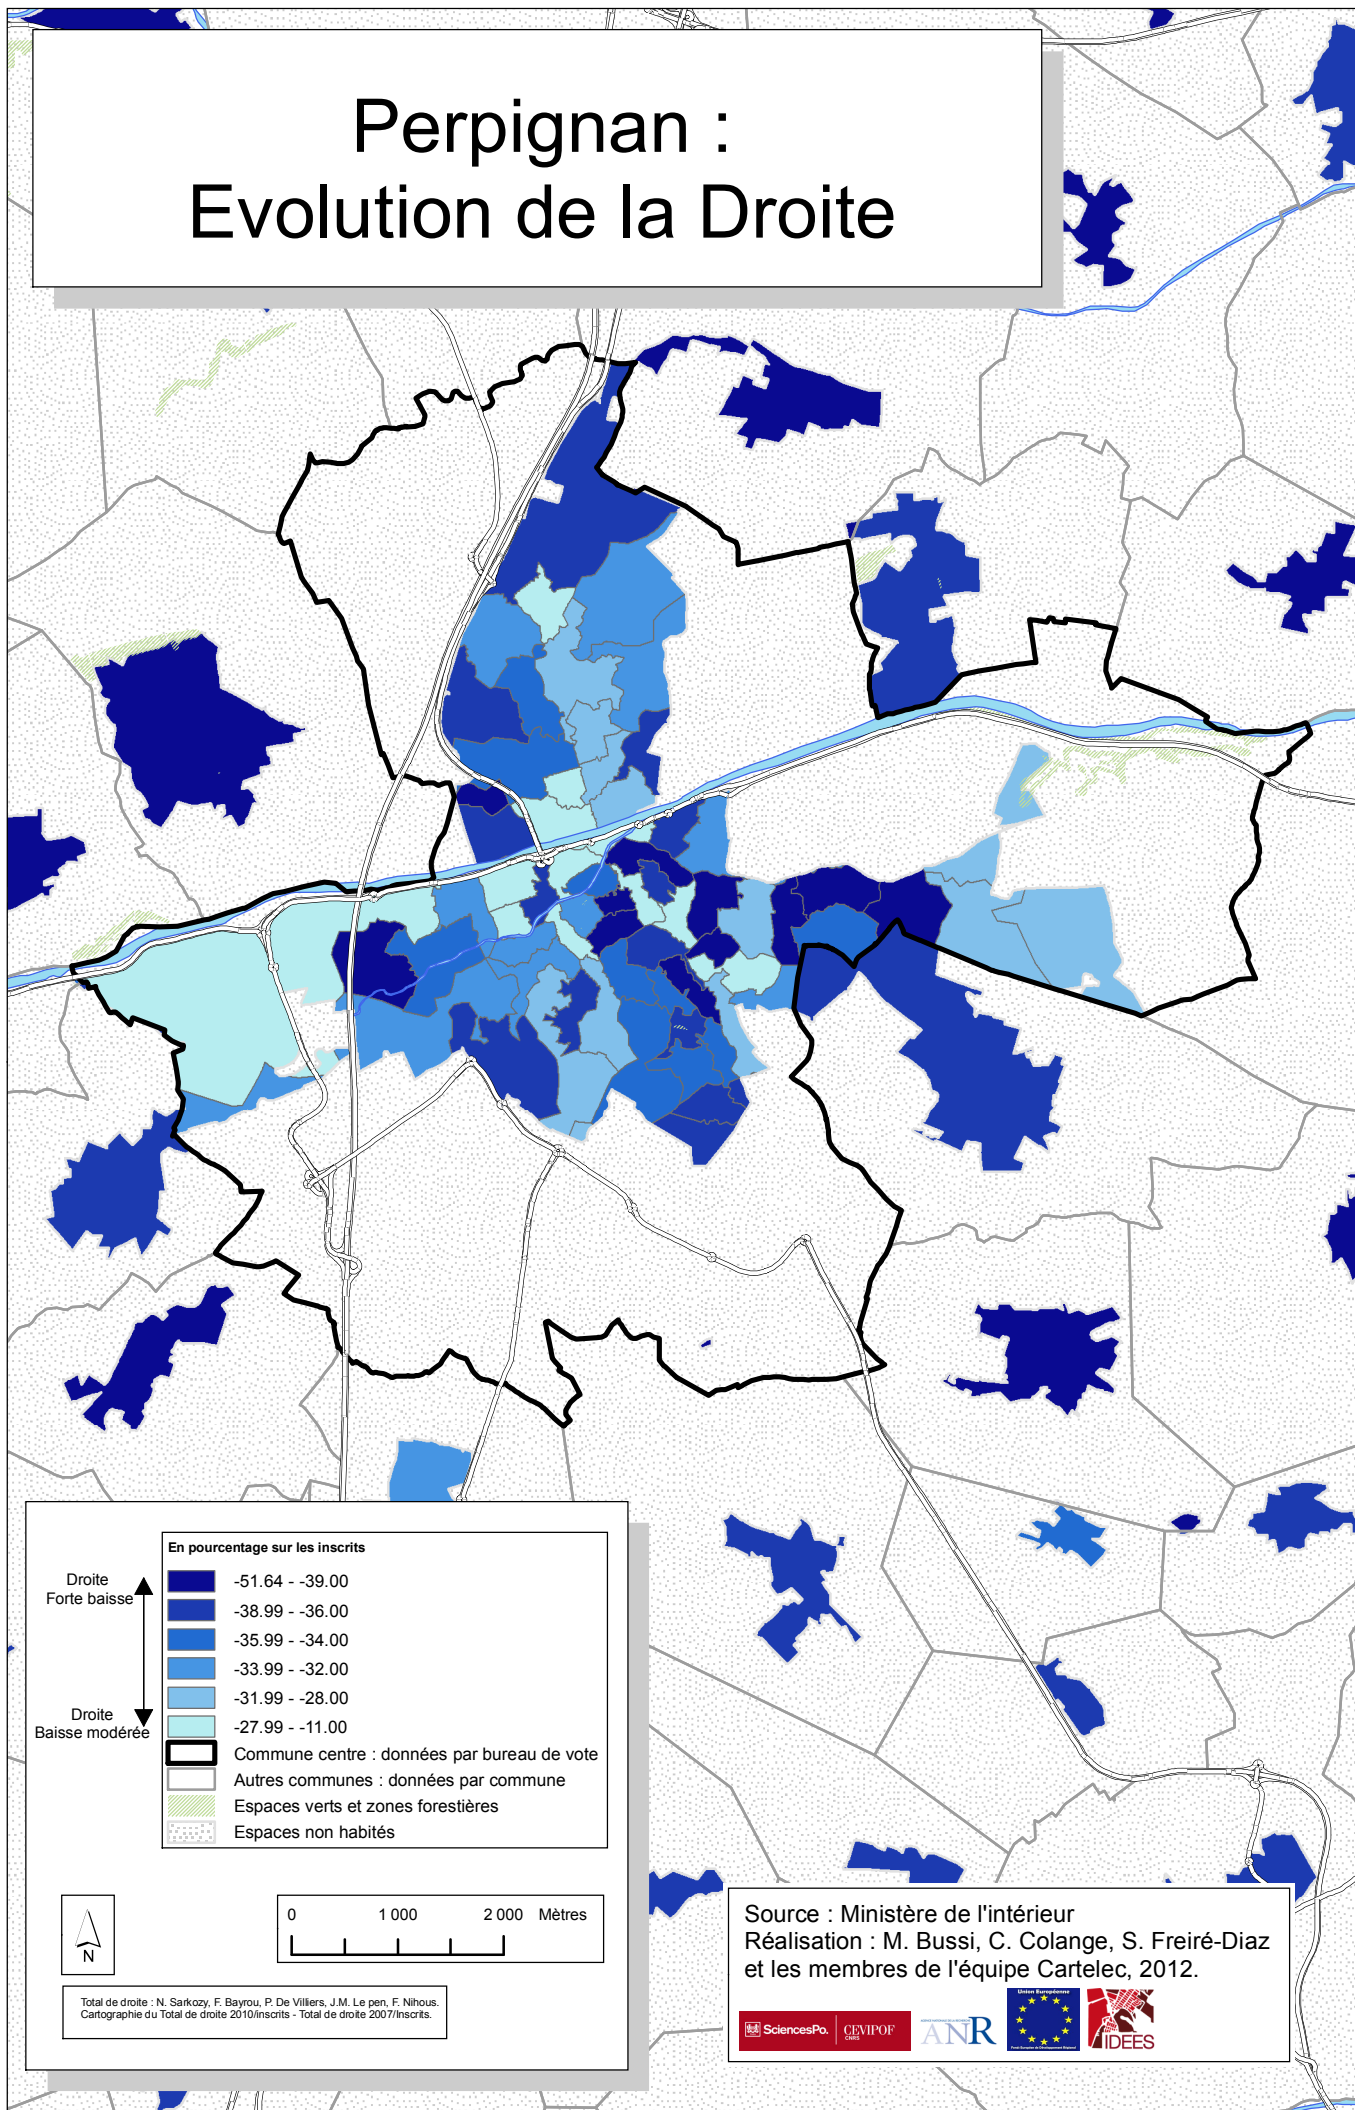 Perpignan :
Evolution de la Droite
En pourcentage sur les inscrits
Droite
Forte baisse
-51.64 - -39.00
-38.99 - -36.00
-35.99 - -34.00
-33.99 - -32.00
-31.99 - -28.00
Droite
Baisse modérée
-27.99 - -11.00
Commune centre : données par bureau de vote
Autres communes : données par commune
Espaces verts et zones forestières
Espaces non habités
N
0 1 000 2 000 Mètres
Total de droite : N. Sarkozy, F. Bayrou, P. De Villiers, J.M. Le pen, F. Nihous.
Cartographie du Total de droite 2010/inscrits - Total de droite 2007/Inscrits.
Source : Ministère de l'intérieur
Réalisation : M. Bussi, C. Colange, S. Freiré-Diaz
et les membres de l'équipe Cartelec, 2012.
SciencesPo.
CEVIPOF
CNRS
ANR
Union Européenne
IDEES